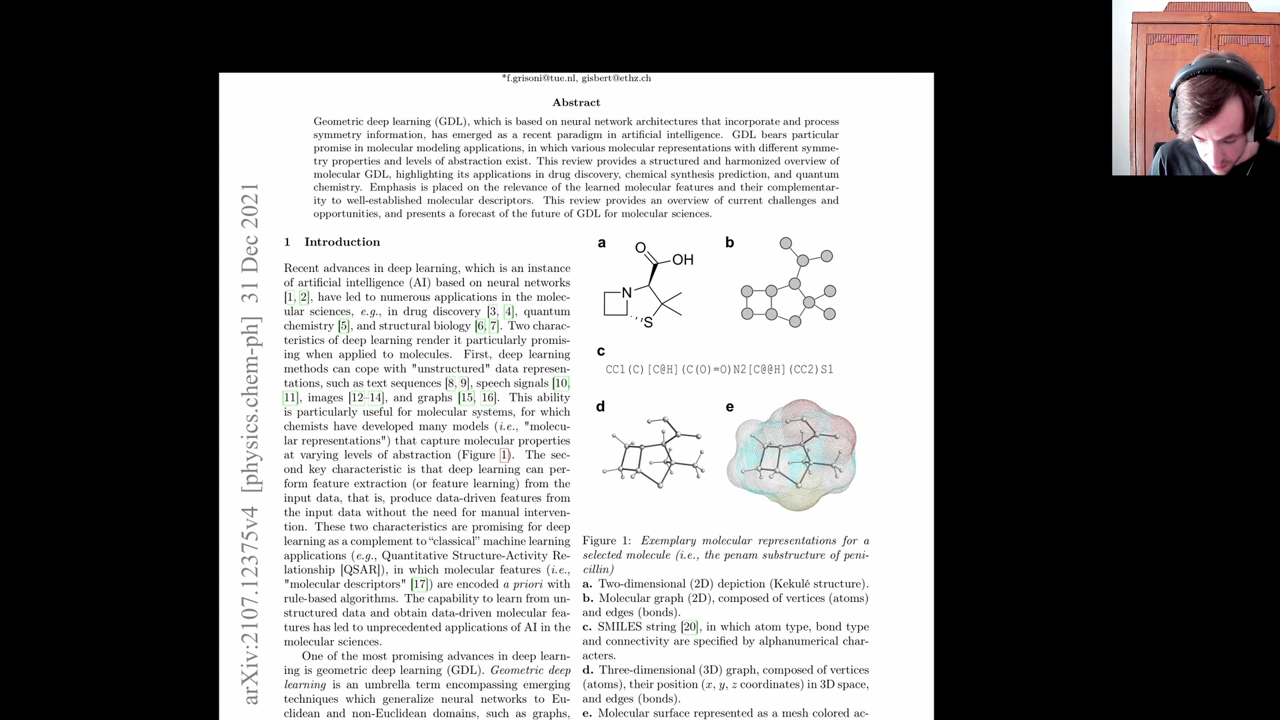 *f.grisoni@tue.nl, gisbert@ethz.ch
Abstract
Geometric deep learning (GDL), which is based on neural network architectures that incorporate and process
symmetry information, has emerged as a recent paradigm in artificial intelligence. GDL bears particular
promise in molecular modeling applications, in which various molecular representations with different symme-
try properties and levels of abstraction exist. This review provides a structured and harmonized overview of
molecular GDL, highlighting its applications in drug discovery, chemical synthesis prediction, and quantum
chemistry. Emphasis is placed on the relevance of the learned molecular features and their complementar-
ity to well-established molecular descriptors. This review provides an overview of current challenges and
opportunities, and presents a forecast of the future of GDL for molecular sciences.
arXiv:2107.12375v4 [physics.chem-ph] 31 Dec 2021
1 Introduction
Recent advances in deep learning, which is an instance
of artificial intelligence (AI) based on neural networks
[1, 2], have led to numerous applications in the molec-
ular sciences, e.g., in drug discovery [3, 4], quantum
chemistry [5], and structural biology [6, 7]. Two charac-
teristics of deep learning render it particularly promis-
ing when applied to molecules. First, deep learning
methods can cope with "unstructured" data represen-
tations, such as text sequences [8, 9], speech signals [10,
11], images [12–14], and graphs [15, 16]. This ability
is particularly useful for molecular systems, for which
chemists have developed many models (i.e., "molecu-
lar representations") that capture molecular properties
at varying levels of abstraction (Figure 1). The sec-
ond key characteristic is that deep learning can per-
form feature extraction (or feature learning) from the
input data, that is, produce data-driven features from
the input data without the need for manual interven-
tion. These two characteristics are promising for deep
learning as a complement to “classical” machine learning
applications (e.g., Quantitative Structure-Activity Re-
lationship [QSAR]), in which molecular features (i.e.,
"molecular descriptors" [17]) are encoded a priori with
rule-based algorithms. The capability to learn from un-
structured data and obtain data-driven molecular fea-
tures has led to unprecedented applications of AI in the
molecular sciences.
One of the most promising advances in deep learn-
ing is geometric deep learning (GDL). Geometric deep
learning is an umbrella term encompassing emerging
techniques which generalize neural networks to Eu-
clidean and non-Euclidean domains, such as graphs,
a
O
OH
N
S
b
c
CC1(C)[C@H](C(O)=O)N2[C@@H](CC2)S1
d
e
Figure 1: Exemplary molecular representations for a
selected molecule (i.e., the penam substructure of peni-
cillin)
a. Two-dimensional (2D) depiction (Kekulé structure).
b. Molecular graph (2D), composed of vertices (atoms)
and edges (bonds).
c. SMILES string [20], in which atom type, bond type
and connectivity are specified by alphanumerical char-
acters.
d. Three-dimensional (3D) graph, composed of vertices
(atoms), their position (x, y, z coordinates) in 3D space,
and edges (bonds).
e. Molecular surface represented as a mesh colored ac-